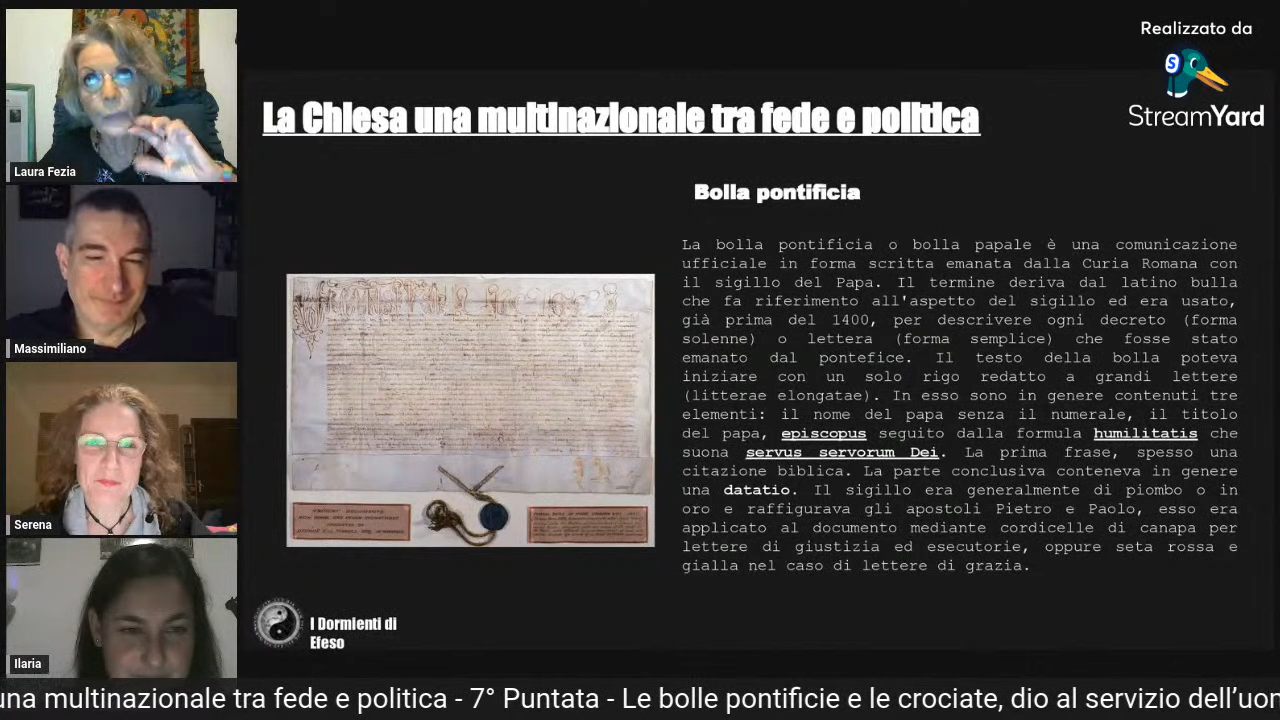 Realizzato da
StreamYard
La Chiesa una multinazionale tra fede e politica
Bolla pontificia
La bolla pontificia o bolla papale è una comunicazione
ufficiale in forma scritta emanata dalla Curia Romana con
il sigillo del Papa. Il termine deriva dal latino bulla
che fa riferimento all'aspetto del sigillo ed era usato,
già prima del 1400, per descrivere ogni decreto (forma
solenne) o lettera (forma semplice) che fosse stato
emanato dal pontefice. Il testo della bolla poteva
iniziare con un solo rigo redatto a grandi lettere
(litterae elongatae). In esso sono in genere contenuti tre
elementi: il nome del papa senza il numerale, il titolo
del papa, episcopus seguito dalla formula humilitatis che
suona servus servorum Dei. La prima frase, spesso una
citazione biblica. La parte conclusiva conteneva in genere
una datatio. Il sigillo era generalmente di piombo o in
oro e raffigurava gli apostoli Pietro e Paolo, esso era
applicato al documento mediante cordicelle di canapa per
lettere di giustizia ed esecutorie, oppure seta rossa e
gialla nel caso di lettere di grazia.
I Dormienti di
Efeso
Laura Fezia
Massimiliano
Serena
Ilaria
una multinazionale tra fede e politica - 7° Puntata - Le bolle pontificie e le crociate, dio al servizio dell'uom